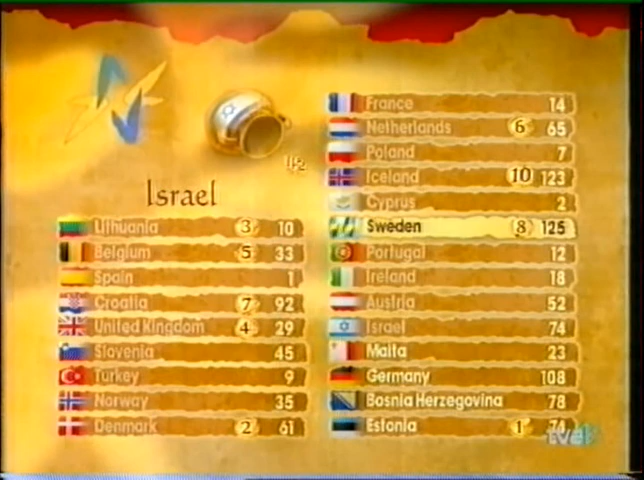 Israel
Lithuania 3 10
Belgium 5 33
Spain 1
Croatia 7 92
United Kingdom 4 29
Slovenia 45
Turkey 9
Norway 35
Denmark 2 61
France 14
Netherlands 6 65
Poland 7
Iceland 10 123
Cyprus 2
Sweden 8 125
Portugal 12
Ireland 18
Austria 52
Israel 74
Malta 23
Germany 108
Bosnia Herzegovina 78
Estonia 1 74
tve